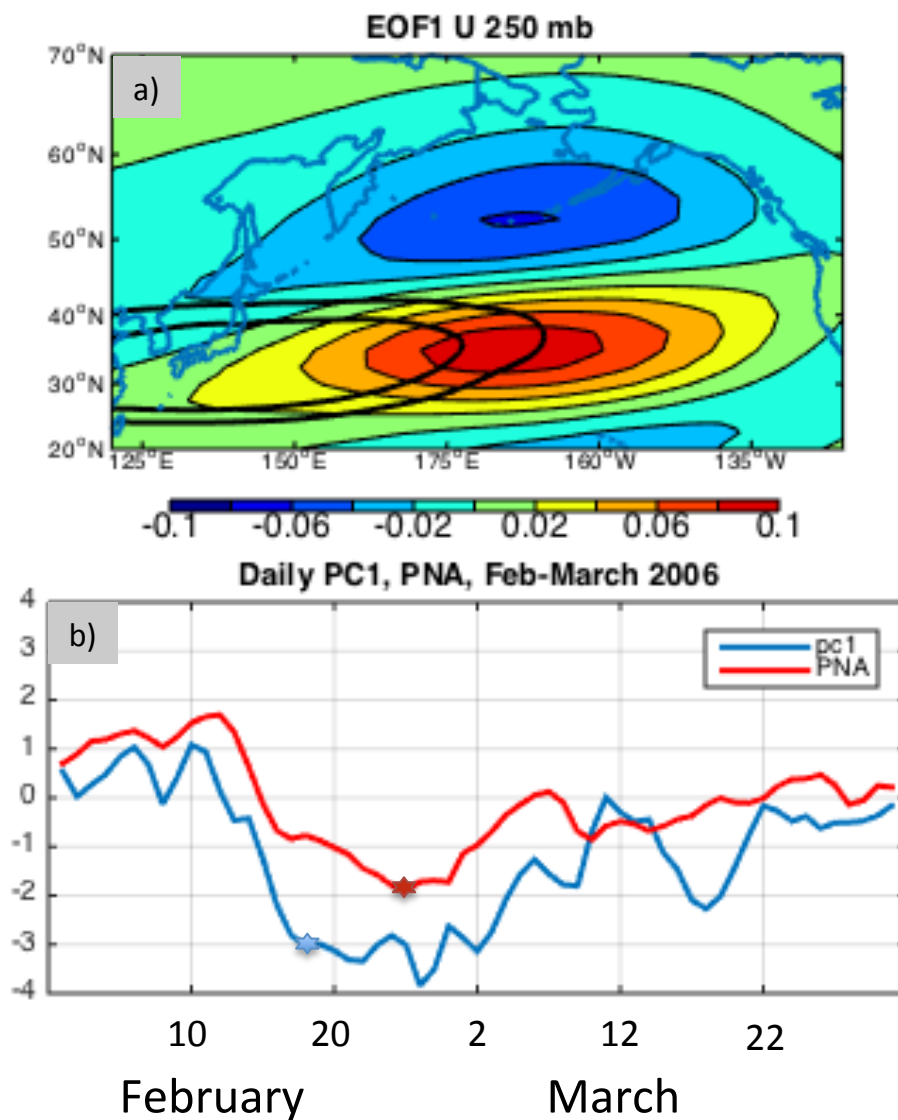 EOF1 U 250 mb
a)
70°N
60°N
50°N
40°N
30°N
20°N
125°E 150°E 175°E 160°W 135°W
-0.1 -0.06 -0.02 0.02 0.06 0.1
Daily PC1, PNA, Feb-March 2006
b)
4
3
2
1
0
-1
-2
-3
-4
pc1
PNA
10 20 2 12 22
February March